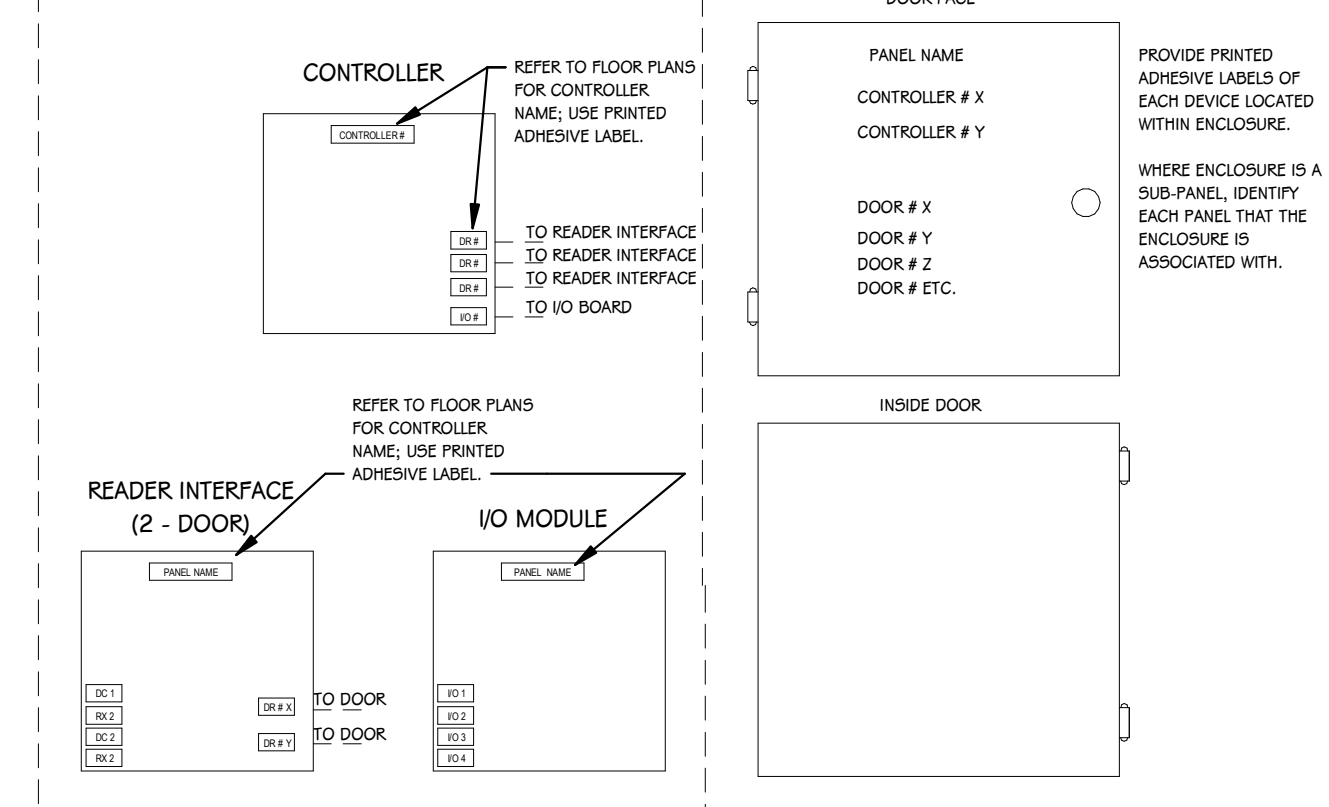 CONTROLLER
REFER TO FLOOR PLANS
FOR CONTROLLER
NAME; USE PRINTED
ADHESIVE LABEL.
CONTROLLER #
DR #
TO READER INTERFACE
DR #
TO READER INTERFACE
DR #
TO READER INTERFACE
I/O #
TO I/O BOARD
REFER TO FLOOR PLANS
FOR CONTROLLER
NAME; USE PRINTED
ADHESIVE LABEL.
READER INTERFACE
(2 - DOOR)
PANEL NAME
DC 1
RX 2
DC 2
RX 2
DR # X
TO DOOR
DR # Y
TO DOOR
I/O MODULE
PANEL NAME
I/O 1
I/O 2
I/O 3
I/O 4
DOOR FACE
PANEL NAME
CONTROLLER # X
CONTROLLER # Y
DOOR # X
DOOR # Y
DOOR # Z
DOOR # ETC.
PROVIDE PRINTED
ADHESIVE LABELS OF
EACH DEVICE LOCATED
WITHIN ENCLOSURE.
WHERE ENCLOSURE IS A
SUB-PANEL, IDENTIFY
EACH PANEL THAT THE
ENCLOSURE IS
ASSOCIATED WITH.
INSIDE DOOR